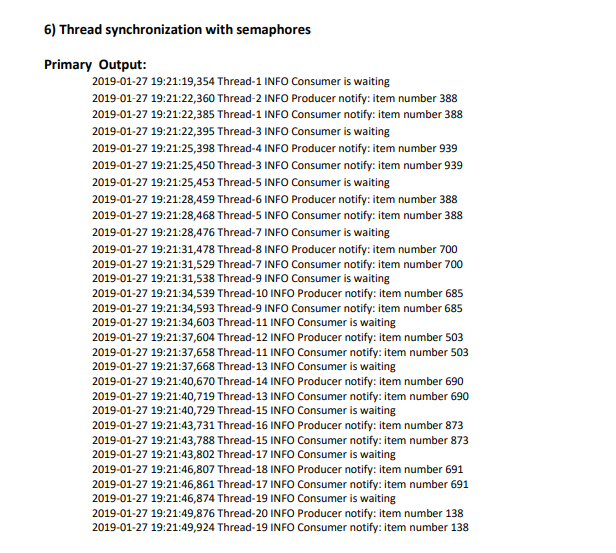 6) Thread synchronization with semaphores
Primary Output:
2019-01-27 19:21:19,354 Thread-1 INFO Consumer is waiting
2019-01-27 19:21:22,360 Thread-2 INFO Producer notify: item number 388
2019-01-27 19:21:22,385 Thread-1 INFO Consumer notify: item number 388
2019-01-27 19:21:22,395 Thread-3 INFO Consumer is waiting
2019-01-27 19:21:25,398 Thread-4 INFO Producer notify: item number 939
2019-01-27 19:21:25,450 Thread-3 INFO Consumer notify: item number 939
2019-01-27 19:21:25,453 Thread-5 INFO Consumer is waiting
2019-01-27 19:21:28,459 Thread-6 INFO Producer notify: item number 388
2019-01-27 19:21:28,468 Thread-5 INFO Consumer notify: item number 388
2019-01-27 19:21:28,476 Thread-7 INFO Consumer is waiting
2019-01-27 19:21:31,478 Thread-8 INFO Producer notify: item number 700
2019-01-27 19:21:31,529 Thread-7 INFO Consumer notify: item number 700
2019-01-27 19:21:31,538 Thread-9 INFO Consumer is waiting
2019-01-27 19:21:34,539 Thread-10 INFO Producer notify: item number 685
2019-01-27 19:21:34,593 Thread-9 INFO Consumer notify: item number 685
2019-01-27 19:21:34,603 Thread-11 INFO Consumer is waiting
2019-01-27 19:21:37,604 Thread-12 INFO Producer notify: item number 503
2019-01-27 19:21:37,658 Thread-11 INFO Consumer notify: item number 503
2019-01-27 19:21:37,668 Thread-13 INFO Consumer is waiting
2019-01-27 19:21:40,670 Thread-14 INFO Producer notify: item number 690
2019-01-27 19:21:40,719 Thread-13 INFO Consumer notify: item number 690
2019-01-27 19:21:40,729 Thread-15 INFO Consumer is waiting
2019-01-27 19:21:43,731 Thread-16 INFO Producer notify: item number 873
2019-01-27 19:21:43,788 Thread-15 INFO Consumer notify: item number 873
2019-01-27 19:21:43,802 Thread-17 INFO Consumer is waiting
2019-01-27 19:21:46,807 Thread-18 INFO Producer notify: item number 691
2019-01-27 19:21:46,861 Thread-17 INFO Consumer notify: item number 691
2019-01-27 19:21:46,874 Thread-19 INFO Consumer is waiting
2019-01-27 19:21:49,876 Thread-20 INFO Producer notify: item number 138
2019-01-27 19:21:49,924 Thread-19 INFO Consumer notify: item number 138